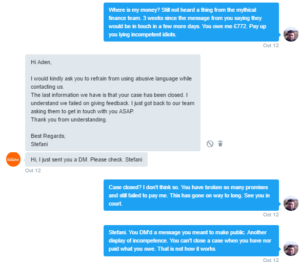 Where is my money? Still not heard a thing from the mythical
finance team. 3 weeks since the message from you saying they
would be in touch in a few more days. You owe me £772. Pay up
you lying incompetent idiots.
Oct 12
Hi Aden,
I would kindly ask you to refrain from using abusive language while
contacting us.
The last information we have is that your case has been closed. I
understand we failed on giving feedback. I just got back to our team
asking them to get in touch with you ASAP.
Thank you from understanding.
Best Regards,
Stefani
Hi, I just sent you a DM. Please check. Stefani
Oct 12
Case closed? I don't think so. You have broken so many promises
and still failed to pay me. This has gone on way to long. See you in
court.
Oct 12
Stefani. You DM'd a message you meant to make public. Another
display of incompetence. You can't close a case when you have not
paid what you owe. That is not how it works.
Oct 12